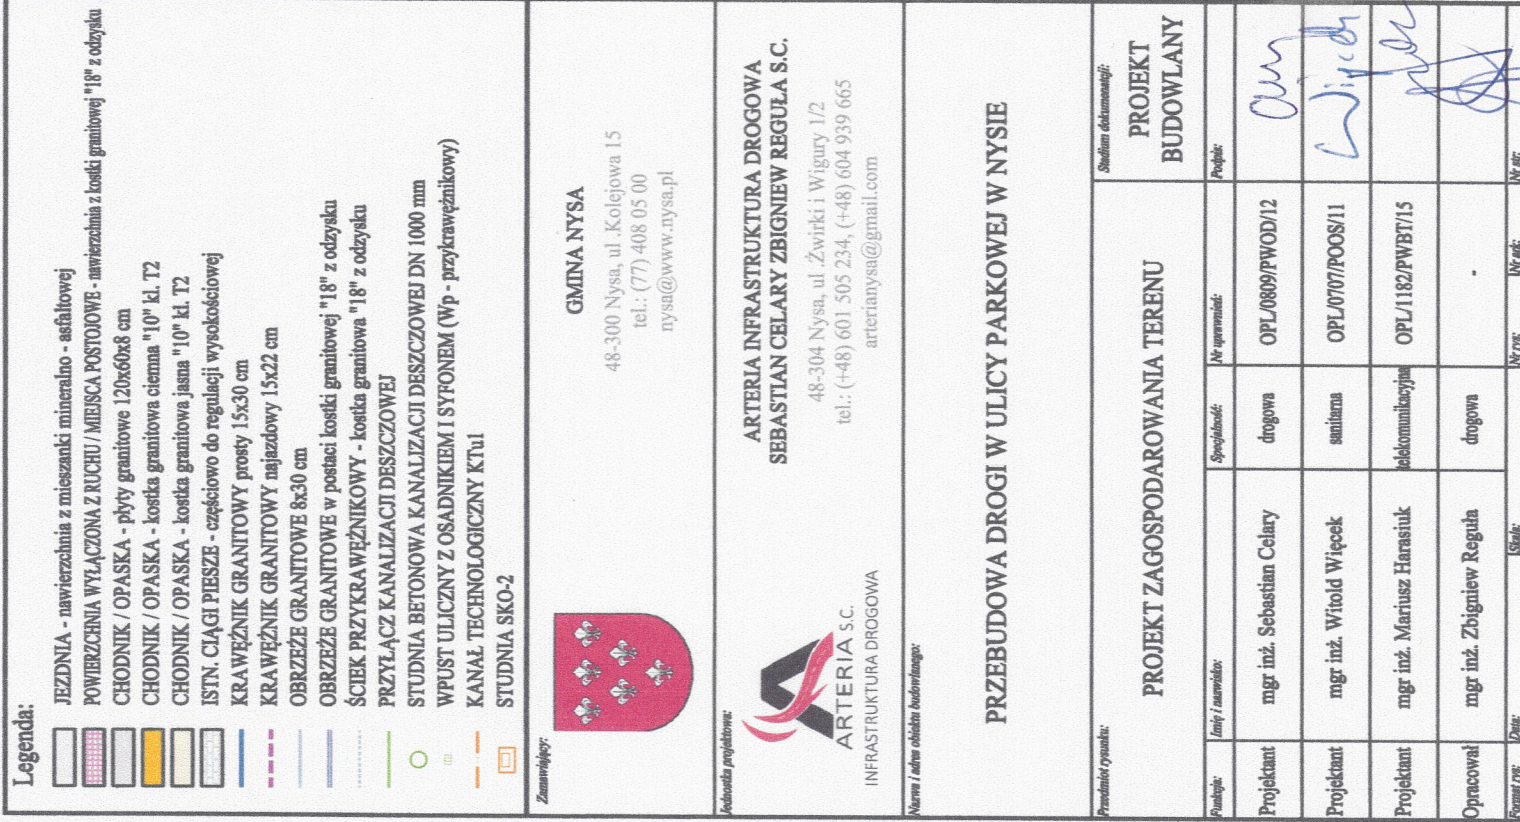 Legenda:
JEZDNIA - nawierzchnia z mieszanki mineralno - asfaltowej
POWIERZCHNIA WYŁĄCZONA Z RUCHU / MIEJSCA POSTOJOWE - nawierzchnia z kostki granitowej "18" z odzysku
CHODNIK / OPASKA - płyty granitowe 120x60x8 cm
CHODNIK / OPASKA - kostka granitowa ciemna "10" kl. T2
CHODNIK / OPASKA - kostka granitowa jasna "10" kl. T2
ISTN. CIĄGI PIESZE - częściowo do regulacji wysokościowej
KRAWĘŻNIK GRANITOWY prosty 15x30 cm
KRAWĘŻNIK GRANITOWY najazdowy 15x22 cm
OBRZEŻE GRANITOWE 8x30 cm
OBRZEŻE GRANITOWE w postaci kostki granitowej "18" z odzysku
ŚCIEK PRZYKRAWĘŻNIKOWY - kostka granitowa "18" z odzysku
PRZYŁĄCZ KANALIZACJI DESZCZOWEJ
STUDNIA BETONOWA KANALIZACJI DESZCZOWEJ DN 1000 mm
WPUST ULICZNY Z OSADNIKIEM I SYFONEM (Wp - przykrawężnikowy)
KANAŁ TECHNOLOGICZNY KTu1
STUDNIA SKO-2
Zamawiający:
GMINA NYSA
48-300 Nysa, ul .Kolejowa 15
tel.: (77) 408 05 00
nysa@www.nysa.pl
Jednostka projektowa:
ARTERIA S.C.
INFRASTRUKTURA DROGOWA
ARTERIA INFRASTRUKTURA DROGOWA
SEBASTIAN CELARY ZBIGNIEW REGUŁA S.C.
48-304 Nysa, ul .Żwirki i Wigury 1/2
tel.: (+48) 601 505 234, (+48) 604 939 665
arterianysa@gmail.com
Nazwa i adres obiektu budowlanego:
PRZEBUDOWA DROGI W ULICY PARKOWEJ W NYSIE
Przedmiot rysunku: Stadium dokumentacji:
PROJEKT ZAGOSPODAROWANIA TERENU
PROJEKT
BUDOWLANY
Funkcja: Imię i nazwisko: Specjalność: Nr uprawnień: Podpis:
Projektant mgr inż. Sebastian Celary drogowa OPL/0809/PWOD/12
Projektant mgr inż. Witold Więcek sanitarna OPL/0707/POOS/11
Projektant mgr inż. Mariusz Harasiuk telekomunikacyjna OPL/1182/PWBT/15
Opracował mgr inż. Zbigniew Reguła drogowa -
Format rys: Data: Skala: Nr rys: Nr ark: Nr str: